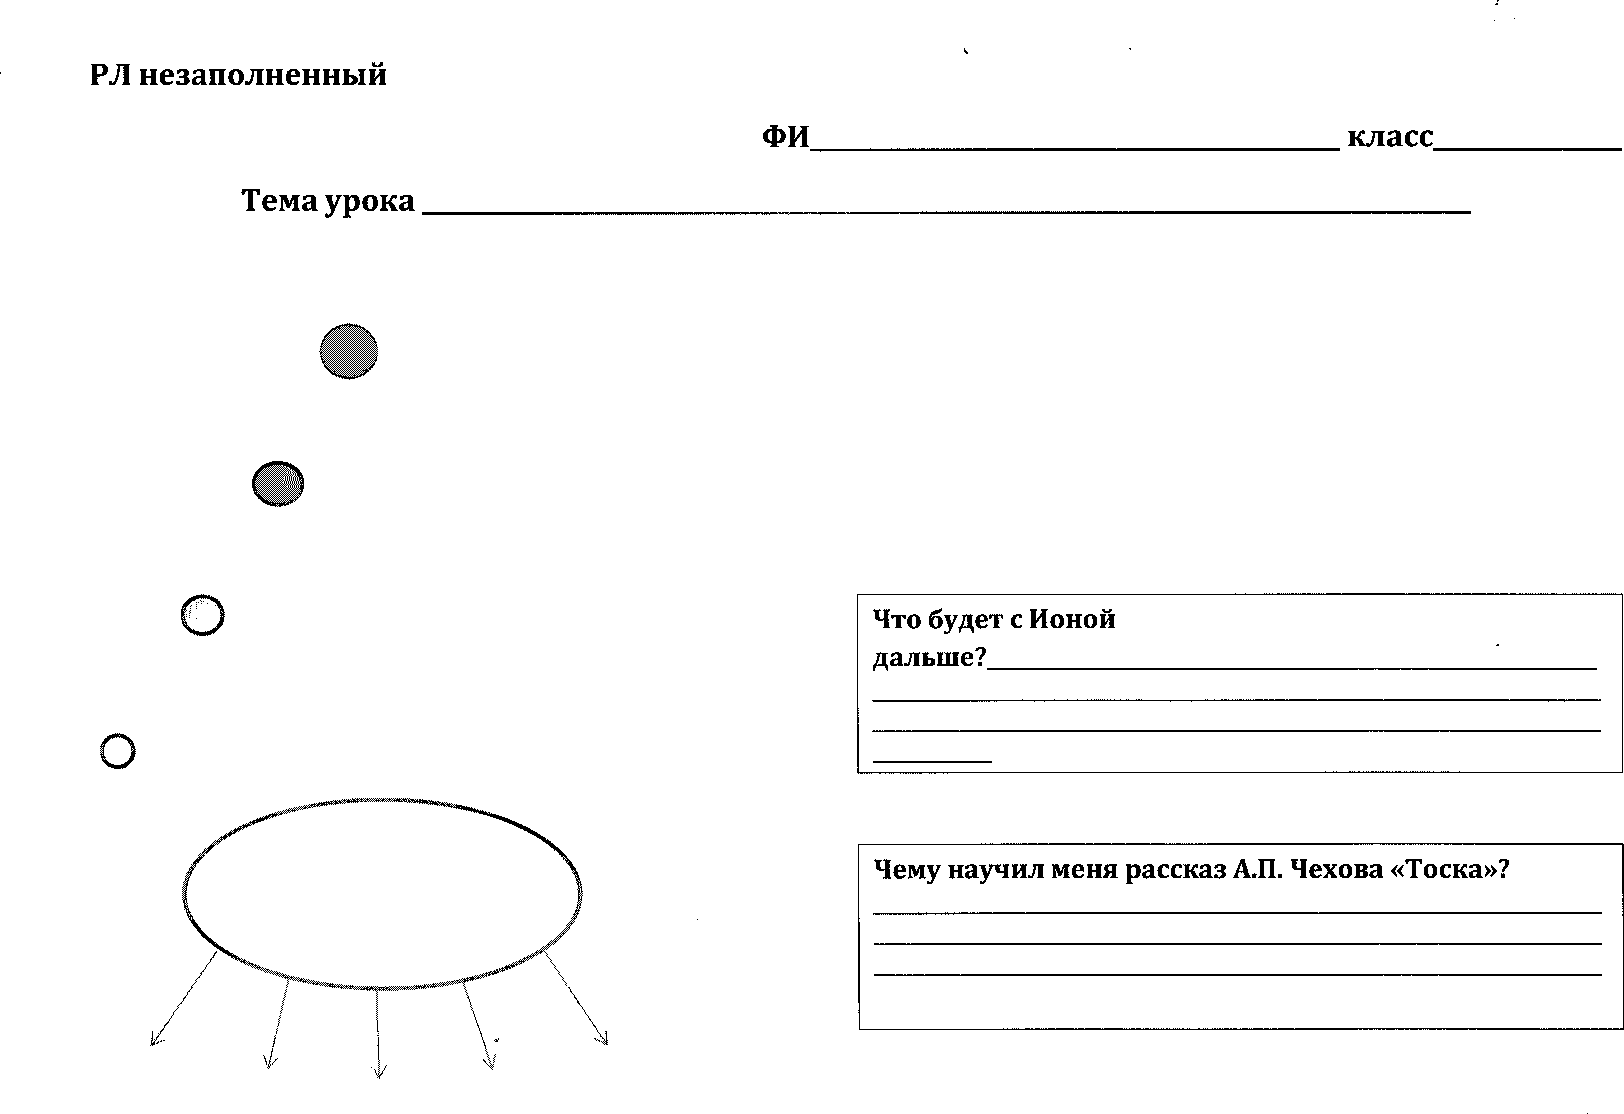 РЛ незаполненный
ФИ класс
Тема урока
Что будет с Ионой
дальше?
Чему научил меня рассказ А.П. Чехова «Тоска»?